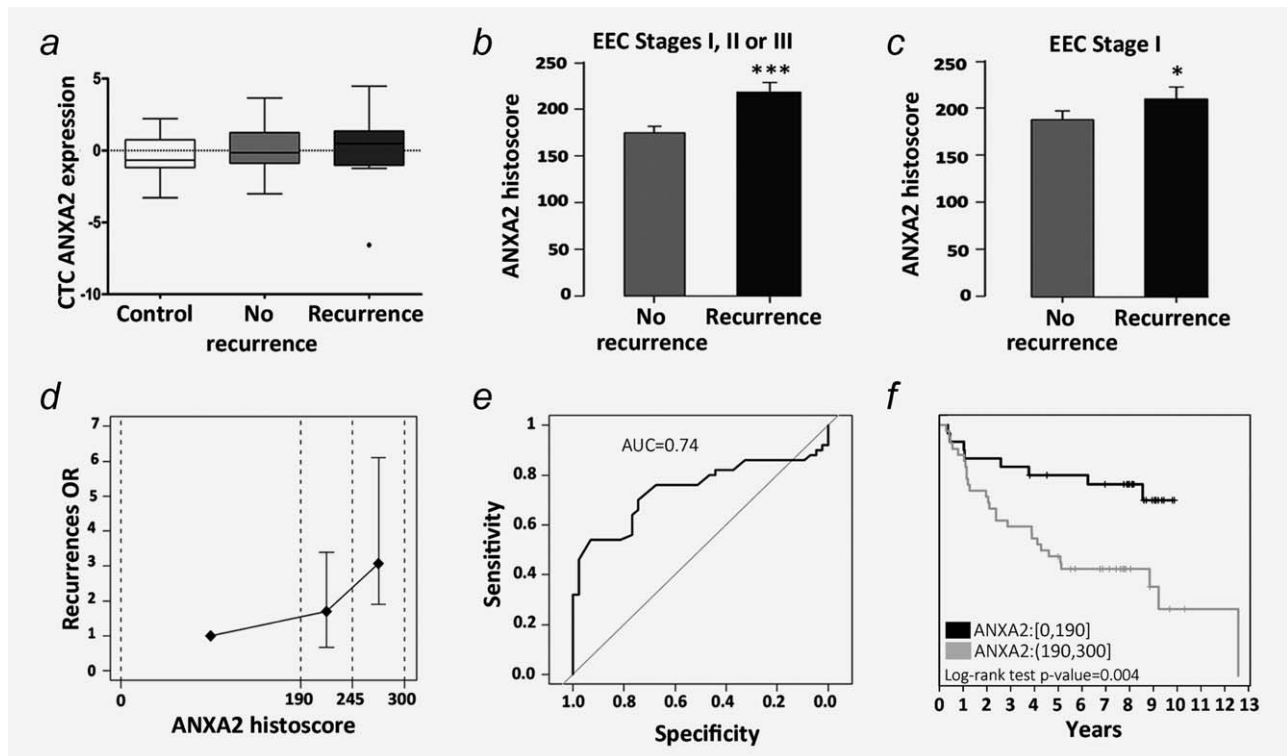 a
CTC ANXA2 expression
5
0
-5
-10
Control
No
recurrence
Recurrence
b
EEC Stages I, II or III
ANXA2 histoscore
250
200
150
100
50
0
***
No
recurrence
Recurrence
c
EEC Stage I
ANXA2 histoscore
250
200
150
100
50
0
*
No
recurrence
Recurrence
d
Recurrences OR
7
6
5
4
3
2
1
0
0 190 245 300
ANXA2 histoscore
e
Sensitivity
1
0.8
0.6
0.4
0.2
0.0
AUC=0.74
1.0 0.8 0.6 0.4 0.2 0.0
Specificity
f
ANXA2:[0,190]
ANXA2:(190,300]
Log-rank test p-value=0.004
0 1 2 3 4 5 6 7 8 9 10 11 12 13
Years